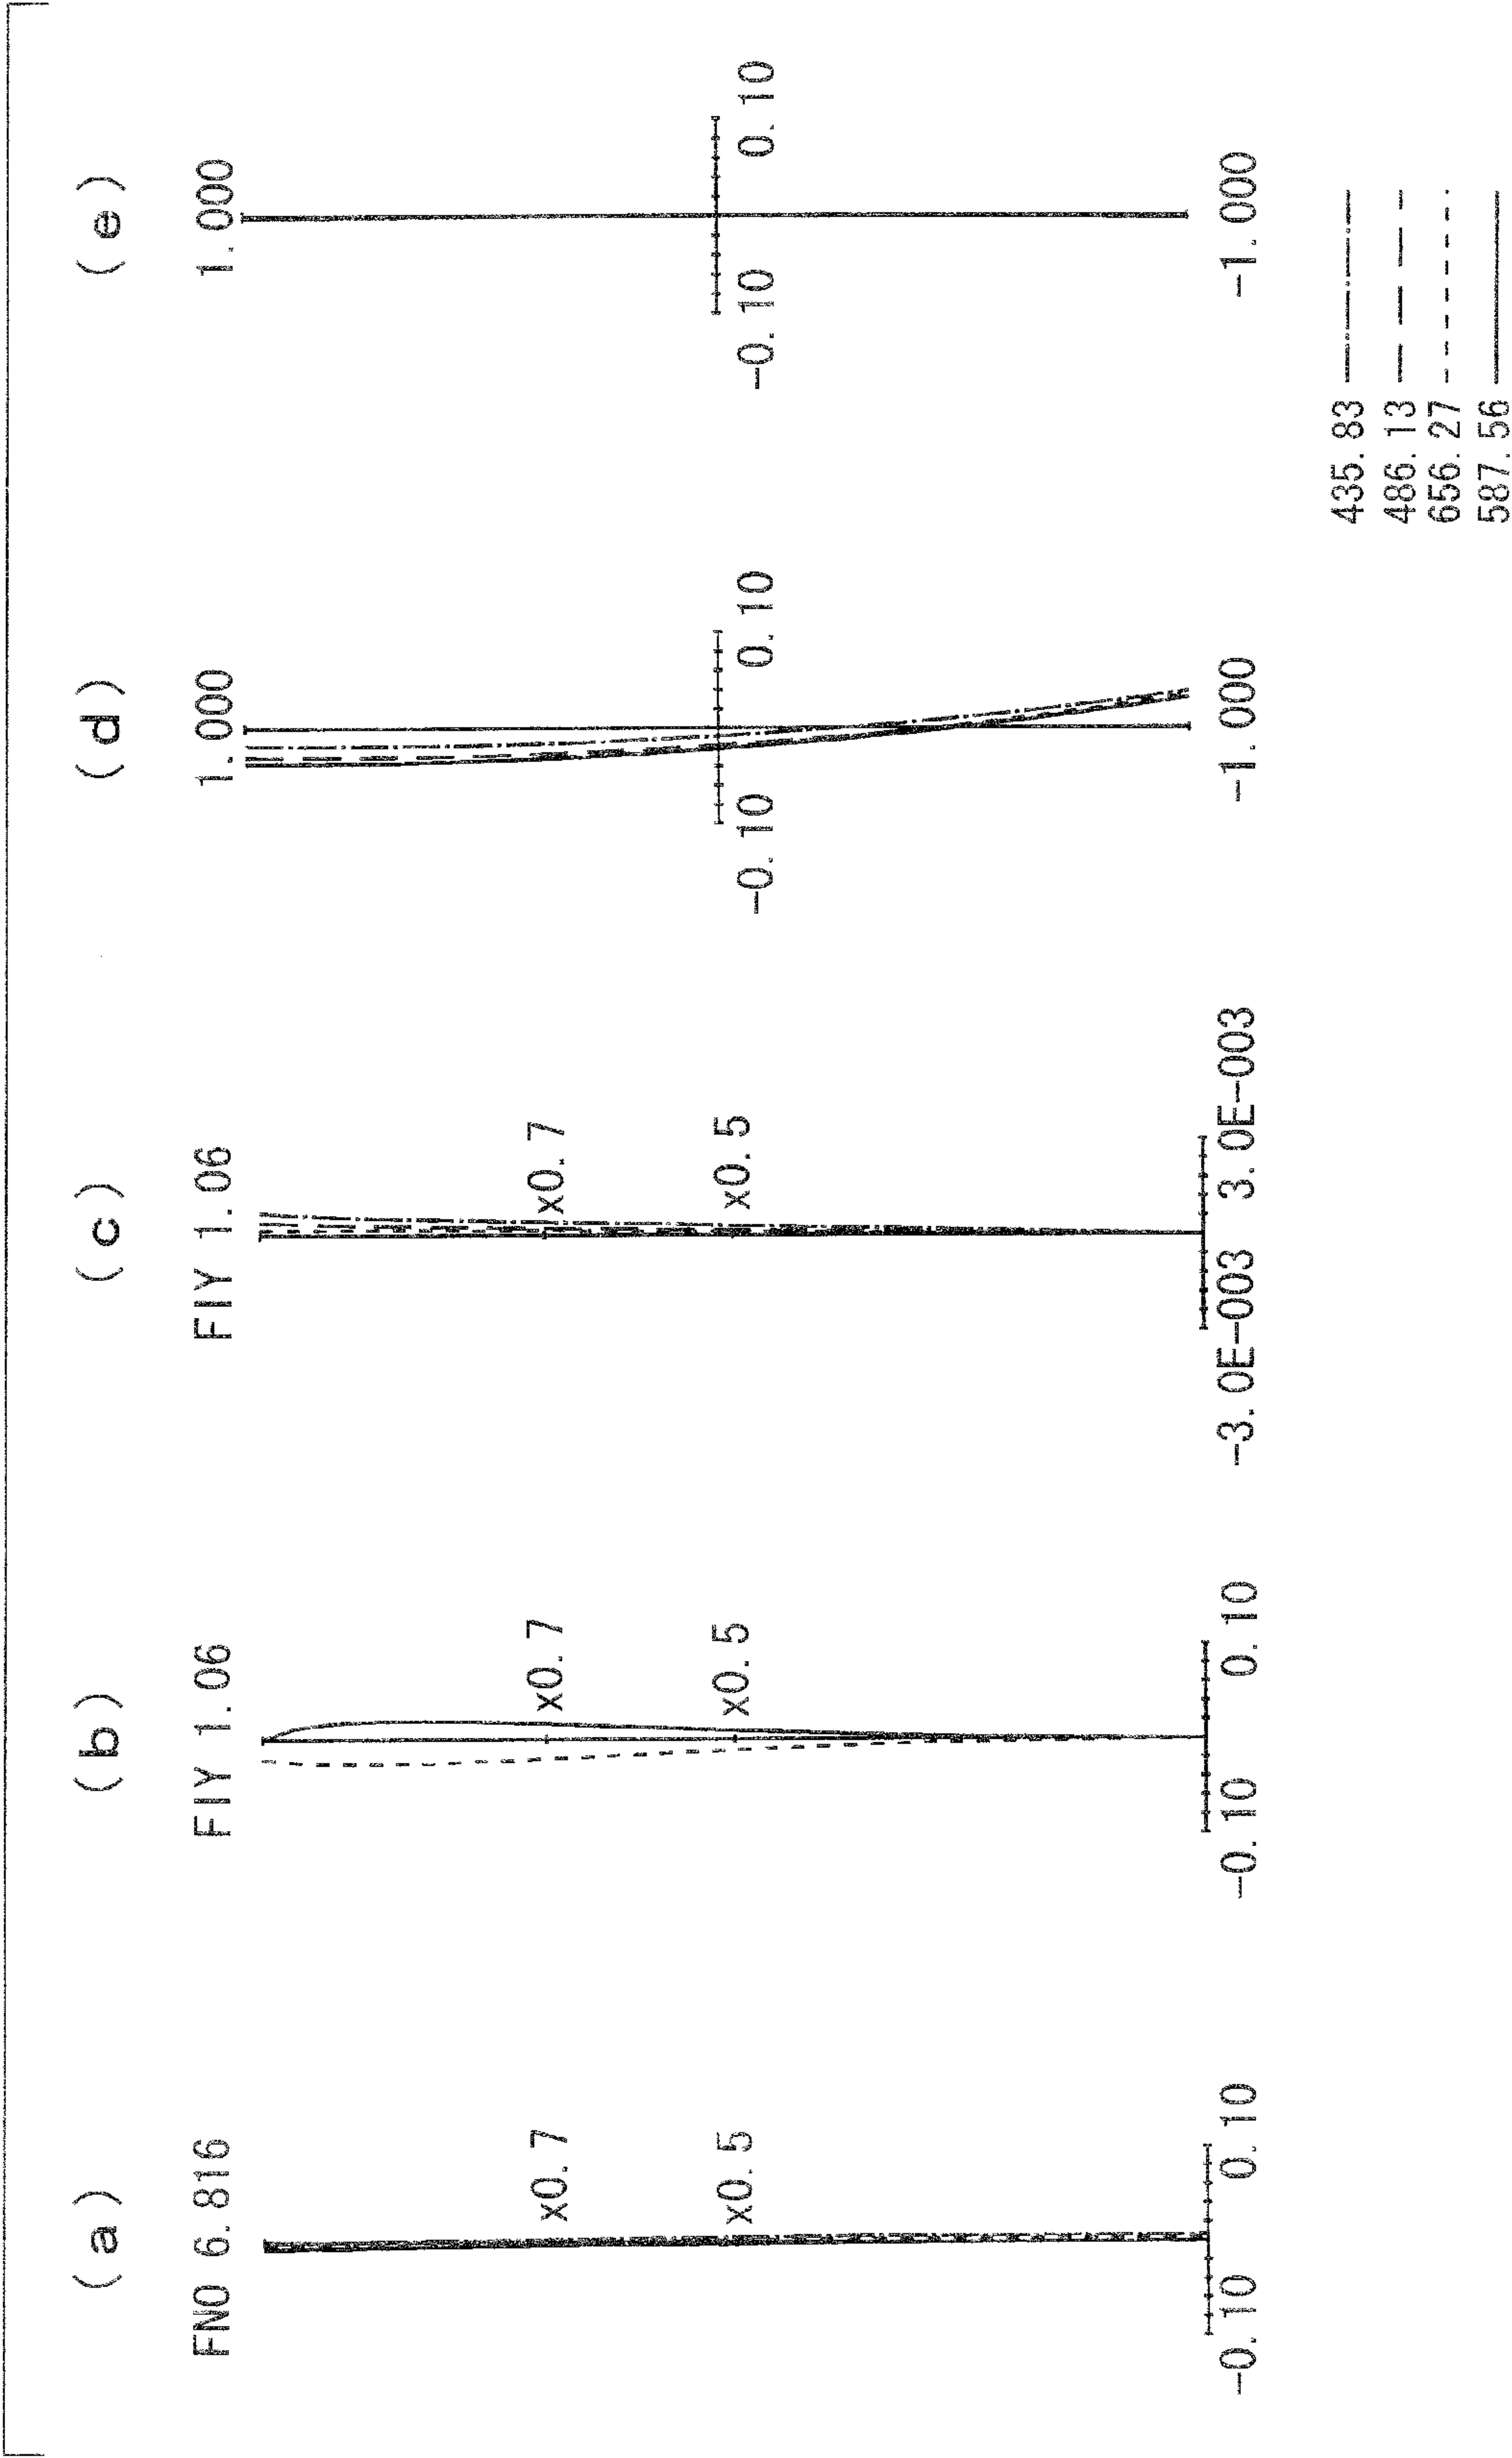 (a)
FNO 6.816
x0.7
x0.5
-0.10 0.10
(b)
FIY 1.06
x0.7
x0.5
-0.10 0.10
(c)
FIY 1.06
x0.7
x0.5
-3.0E-003 3.0E-003
(d)
1.000
-0.10 0.10
-1.000
(e)
1.000
-0.10 0.10
-1.000
435.83
486.13
656.27
587.56